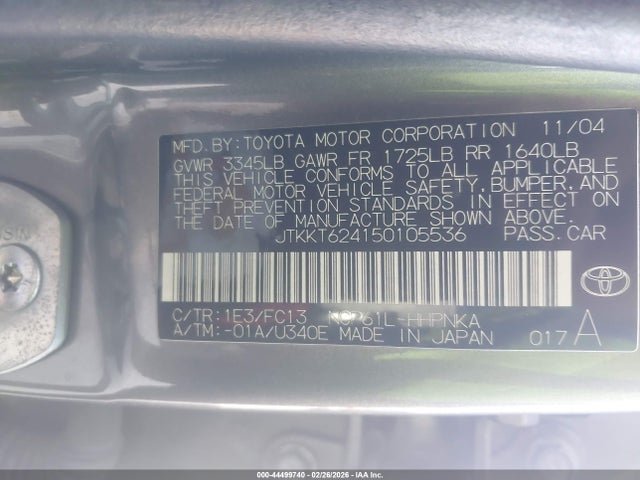 MFD.BY:TOYOTA MOTOR CORPORATION 11/04
GVWR 3345LB GAWR FR 1725LB RR 1640LB
THIS VEHICLE CONFORMS TO ALL APPLICABLE
FEDERAL MOTOR VEHICLE SAFETY,BUMPER,AND
THEFT PREVENTION STANDARDS IN EFFECT ON
THE DATE OF MANUFACTURE SHOWN ABOVE.
JTKKT624150105536 PASS.CAR
C/TR:1E3/FC13 NCP61L-HHPNKA
A/TM:-01A/U340E MADE IN JAPAN 017 A
000-44499740 | 02/26/2026 | IAA Inc. (IAA)